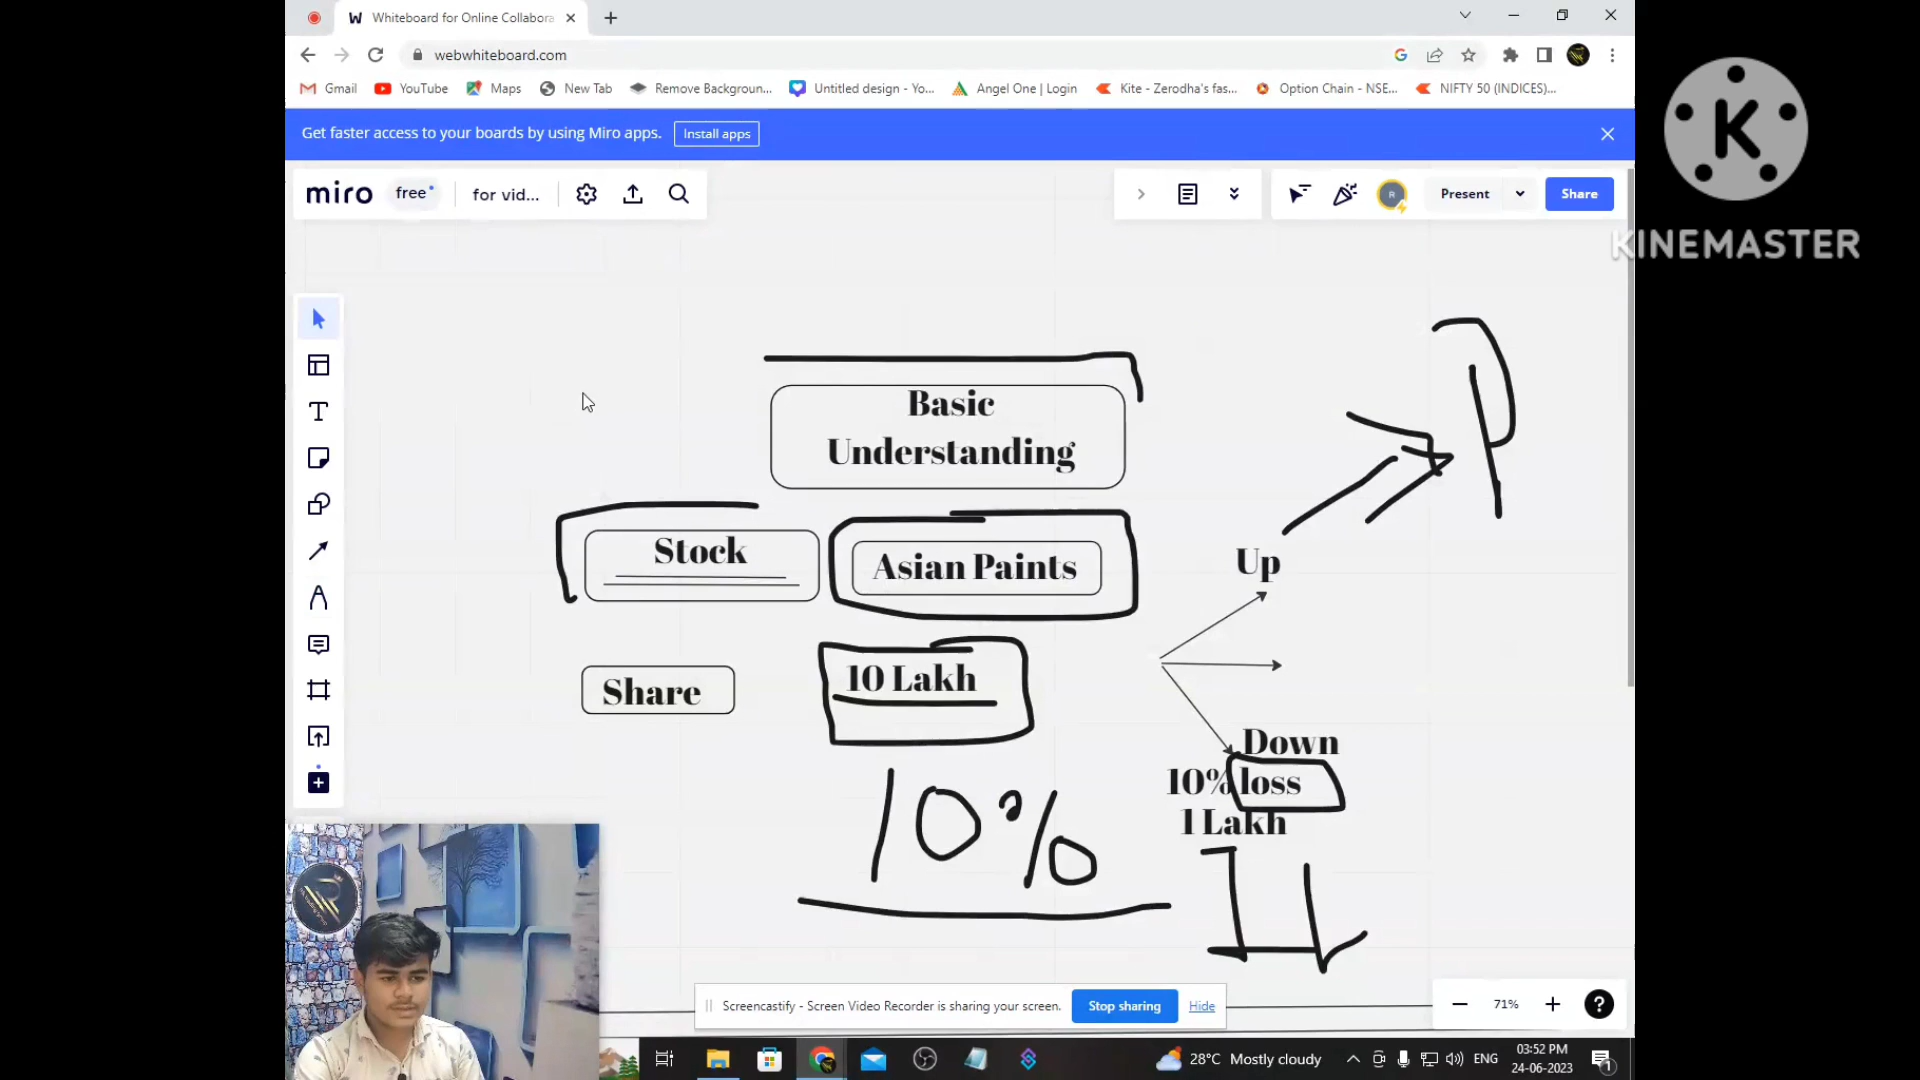 Whiteboard for Online Collabora
webwhiteboard.com
Gmail YouTube Maps New Tab Remove Backgroun... Untitled design - Yo... Angel One | Login Kite - Zerodha's fas... Option Chain - NSE... NIFTY 50 (INDICES)...
Get faster access to your boards by using Miro apps. Install apps
miro free for vid... Present Share
K
KINEMASTER
P
Basic
Understanding
Stock
Asian Paints
Up
Share
10 Lakh
Down
10% loss
1 Lakh
10%
Screencastify - Screen Video Recorder is sharing your screen. Stop sharing Hide
71%
28°C Mostly cloudy ENG 03:52 PM
24-06-2023